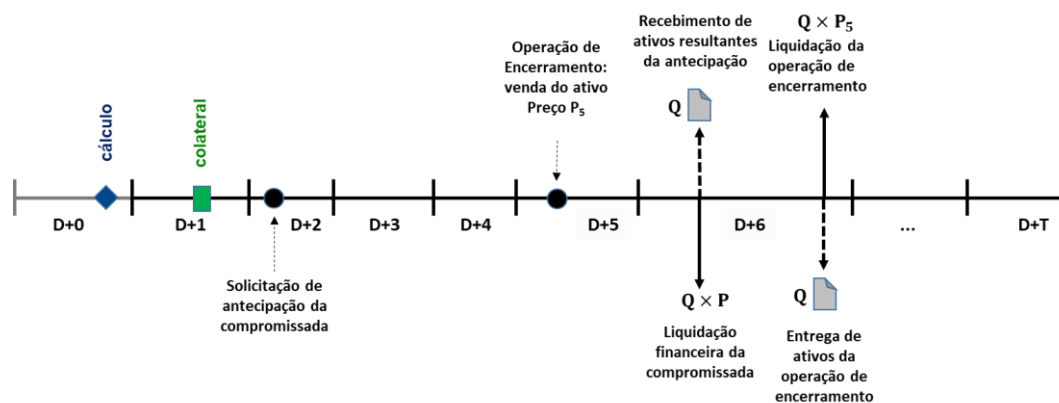 Recebimento de
ativos resultantes
da antecipação
Q × P₅
Liquidação da
operação de
encerramento
Operação de
Encerramento:
venda do ativo
Preço P₅
Q
cálculo
colateral
D+0
D+1
D+2
D+3
D+4
D+5
D+6
...
D+T
Solicitação de
antecipação da
compromissada
Q × P
Liquidação
financeira da
compromissada
Q
Entrega de
ativos da
operação de
encerramento